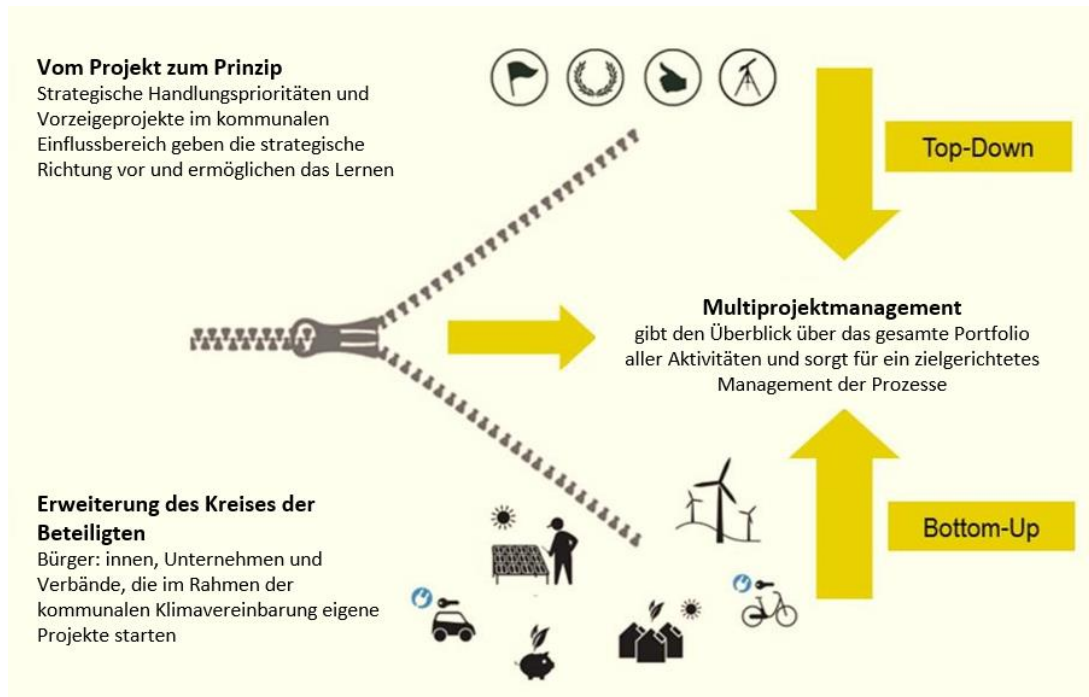 Vom Projekt zum Prinzip
Strategische Handlungsprioritäten und
Vorzeigeprojekte im kommunalen
Einflussbereich geben die strategische
Richtung vor und ermöglichen das Lernen
Top-Down
Multiprojektmanagement
gibt den Überblick über das gesamte Portfolio
aller Aktivitäten und sorgt für ein zielgerichtetes
Management der Prozesse
Erweiterung des Kreises der
Beteiligten
Bürger: innen, Unternehmen und
Verbände, die im Rahmen der
kommunalen Klimavereinbarung eigene
Projekte starten
Bottom-Up